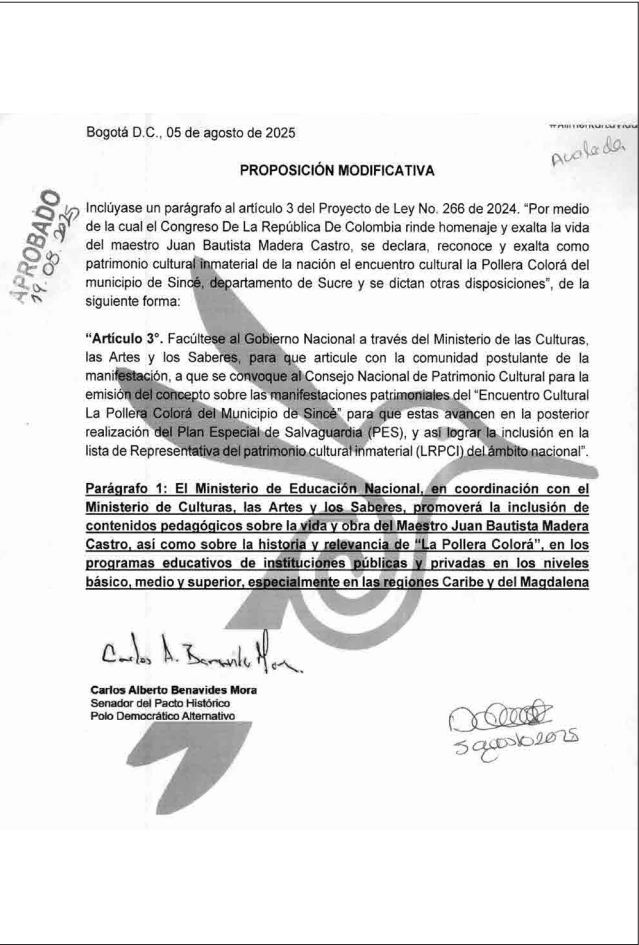 Bogotá D.C., 05 de agosto de 2025
Avalada
PROPOSICIÓN MODIFICATIVA
APROBADO
19.08.2025
Inclúyase un parágrafo al artículo 3 del Proyecto de Ley No. 266 de 2024. “Por medio
de la cual el Congreso De La República De Colombia rinde homenaje y exalta la vida
del maestro Juan Bautista Madera Castro, se declara, reconoce y exalta como
patrimonio cultural inmaterial de la nación el encuentro cultural la Pollera Colorá del
municipio de Sincé, departamento de Sucre y se dictan otras disposiciones”, de la
siguiente forma:
“Artículo 3°. Facúltese al Gobierno Nacional a través del Ministerio de las Culturas,
las Artes y los Saberes, para que articule con la comunidad postulante de la
manifestación, a que se convoque al Consejo Nacional de Patrimonio Cultural para la
emisión del concepto sobre las manifestaciones patrimoniales del “Encuentro Cultural
La Pollera Colorá del Municipio de Sincé” para que estas avancen en la posterior
realización del Plan Especial de Salvaguardia (PES), y así lograr la inclusión en la
lista de Representativa del patrimonio cultural inmaterial (LRPCI) del ámbito nacional”.
Parágrafo 1: El Ministerio de Educación Nacional, en coordinación con el
Ministerio de Culturas, las Artes y los Saberes, promoverá la inclusión de
contenidos pedagógicos sobre la vida y obra del Maestro Juan Bautista Madera
Castro, así como sobre la historia y relevancia de “La Pollera Colorá”, en los
programas educativos de instituciones públicas y privadas en los niveles
básico, medio y superior, especialmente en las regiones Caribe y del Magdalena
Carlos A. Benavides Mora
Carlos Alberto Benavides Mora
Senador del Pacto Histórico
Polo Democrático Alternativo
5 agosto 2025